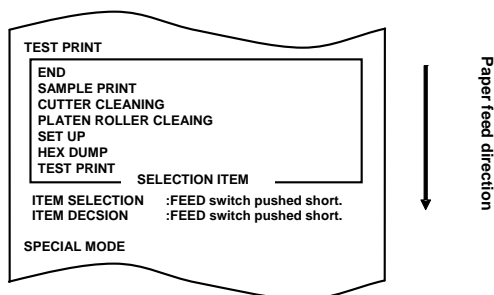 TEST PRINT
END
SAMPLE PRINT
CUTTER CLEANING
PLATEN ROLLER CLEAING
SET UP
HEX DUMP
TEST PRINT
SELECTION ITEM
ITEM SELECTION :FEED switch pushed short.
ITEM DECSION :FEED switch pushed short.
SPECIAL MODE
Paper feed direction